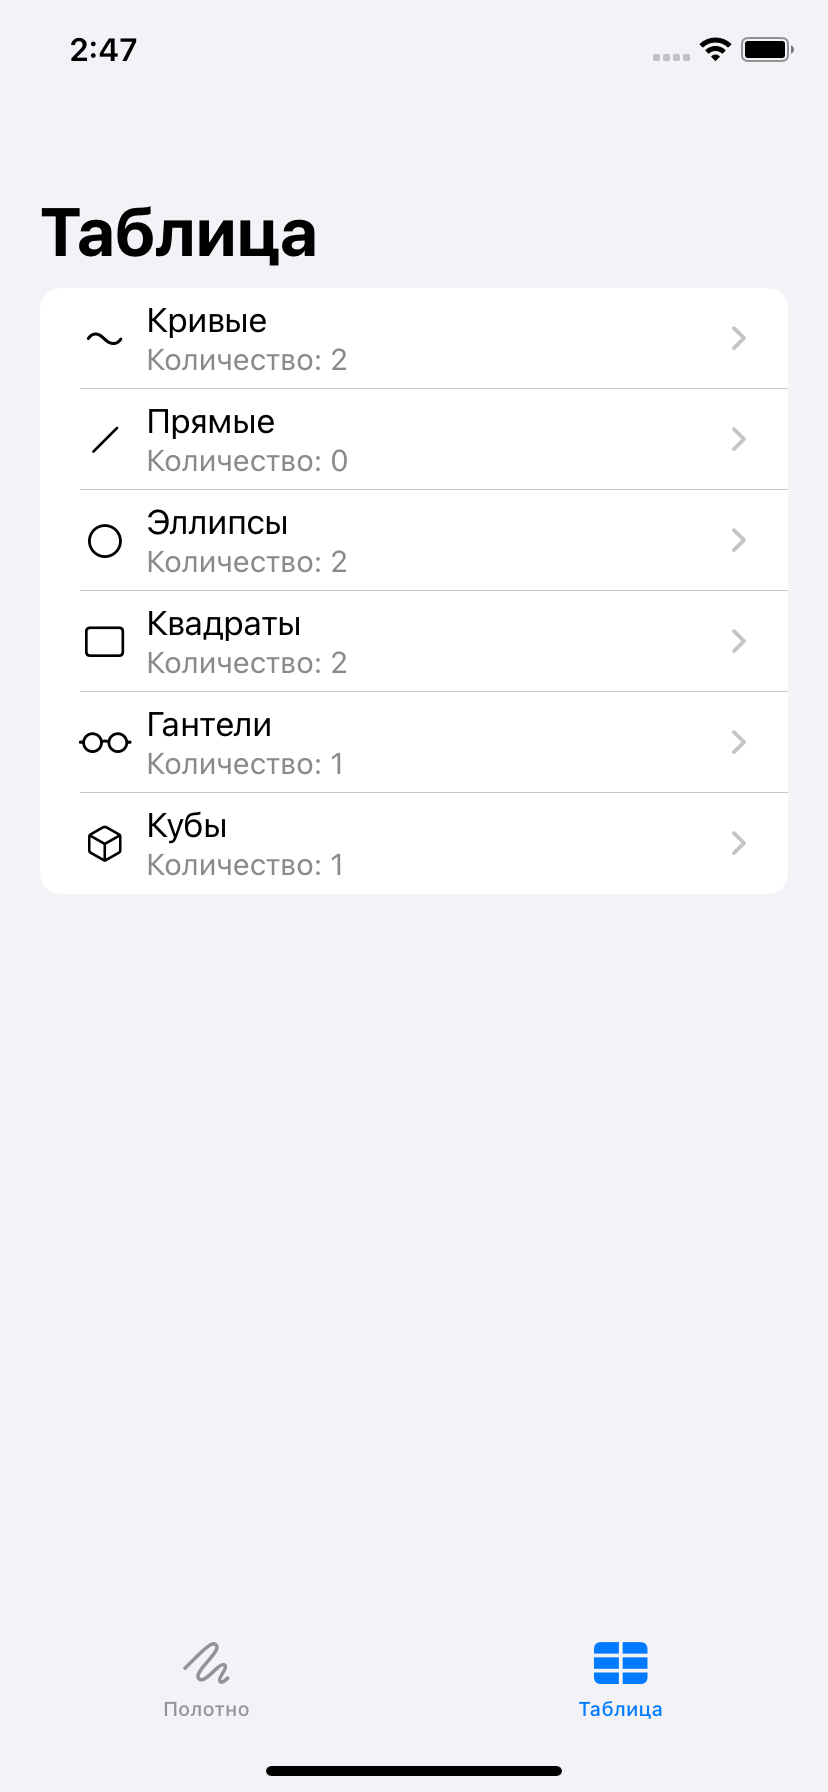 2:47
Таблица
Кривые
Количество: 2
Прямые
Количество: 0
Эллипсы
Количество: 2
Квадраты
Количество: 2
Гантели
Количество: 1
Кубы
Количество: 1
Полотно
Таблица